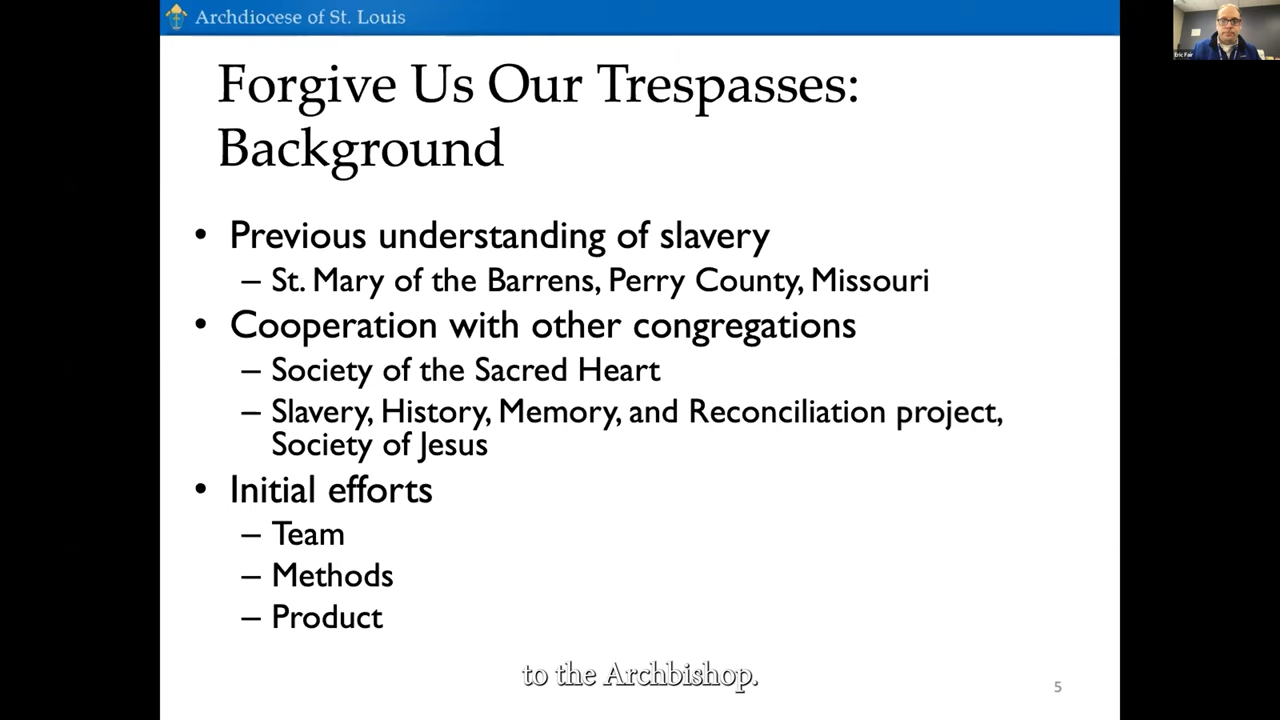 Archdiocese of St. Louis
Forgive Us Our Trespasses:
Background
• Previous understanding of slavery
– St. Mary of the Barrens, Perry County, Missouri
• Cooperation with other congregations
– Society of the Sacred Heart
– Slavery, History, Memory, and Reconciliation project,
Society of Jesus
• Initial efforts
– Team
– Methods
– Product
to the Archbishop.
5
Eric Fair